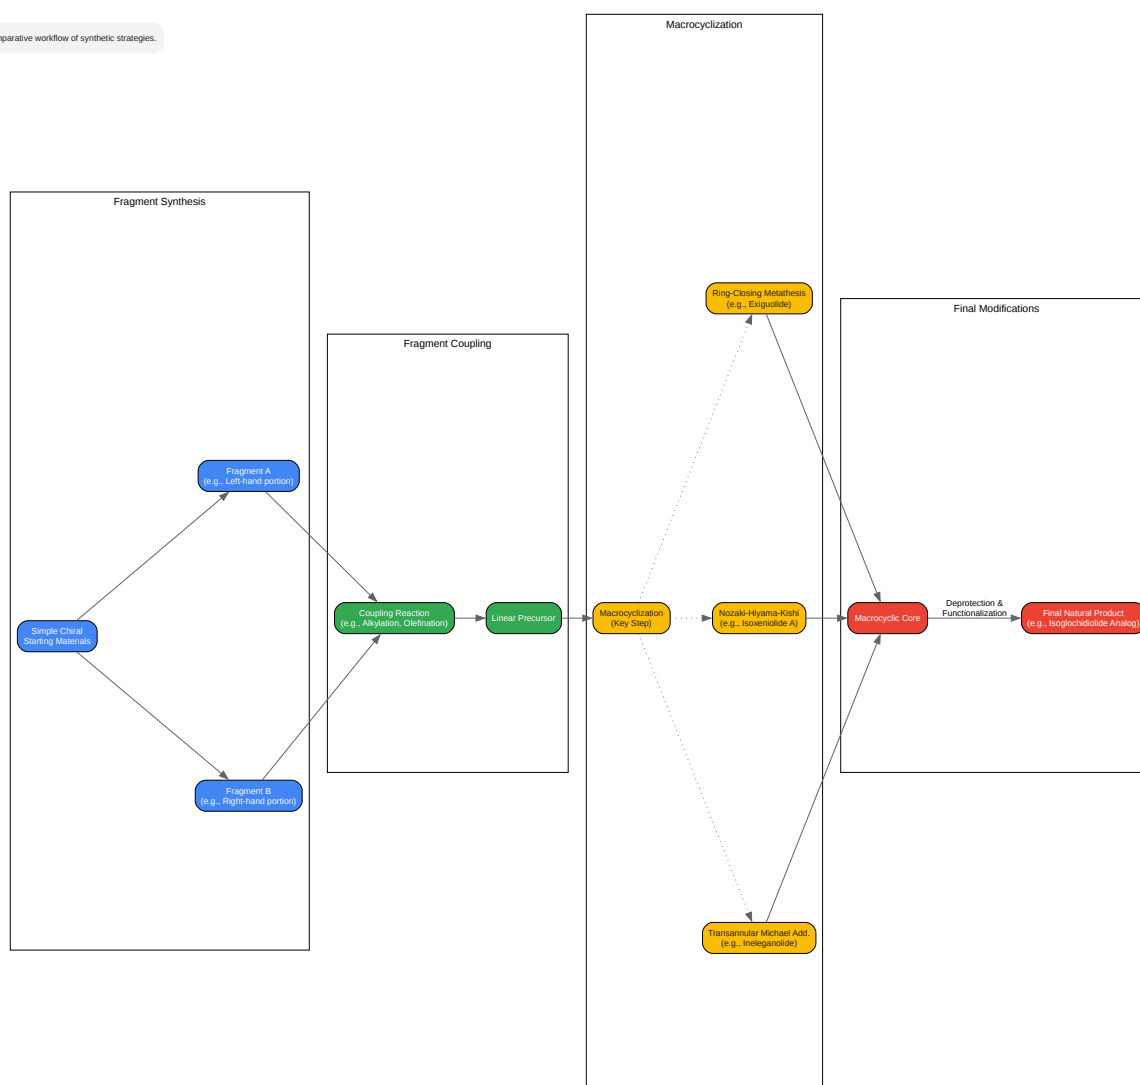 workflow of synthetic strategies.
Macrocyclization
Fragment Synthesis
Fragment A
(e.g., Left-hand portion)
Simple Chiral
Starting Materials
Fragment B
(e.g., Right-hand portion)
Fragment Coupling
Coupling Reaction
(e.g., Alkylation, Olefination)
Linear Precursor
Ring-Closing Metathesis
(e.g., Exiguolide)
Macrocyclization
(Key Step)
Nozaki-Hiyama-Kishi
(e.g., Isoxeniolide A)
Transannular Michael Add.
(e.g., Ineleganolide)
Final Modifications
Macrocyclic Core
Deprotection &
Functionalization
Final Natural Product
(e.g., Isoglochidiolide Analog)